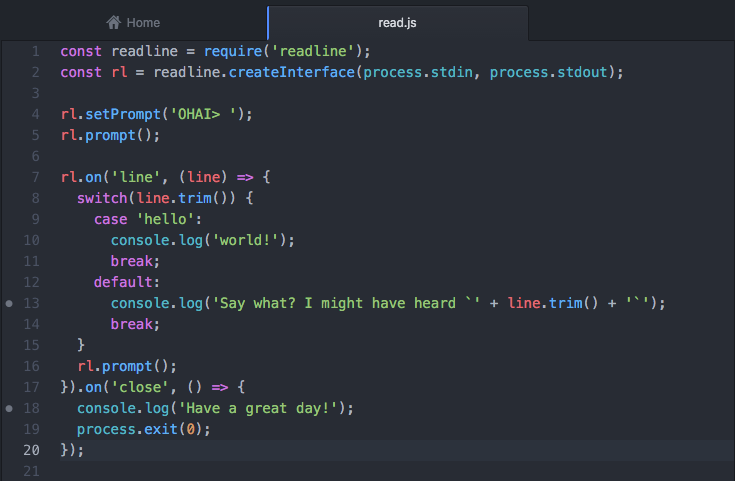 Home
read.js
1 const readline = require('readline');
2 const rl = readline.createInterface(process.stdin, process.stdout);
3
4 rl.setPrompt('OHAI> ');
5 rl.prompt();
6
7 rl.on('line', (line) => {
8   switch(line.trim()) {
9     case 'hello':
10       console.log('world!');
11       break;
12     default:
13       console.log('Say what? I might have heard `' + line.trim() + '`');
14       break;
15   }
16   rl.prompt();
17 }).on('close', () => {
18   console.log('Have a great day!');
19   process.exit(0);
20 });
21